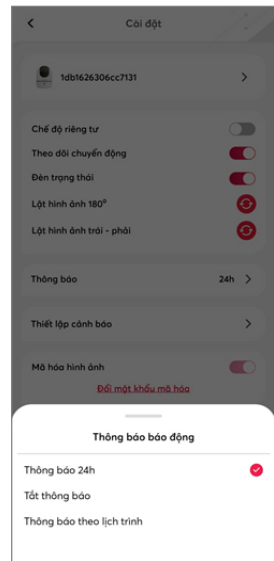 Cài đặt
1db1626306cc7131
Chế độ riêng tư
Theo dõi chuyển động
Đèn trạng thái
Lật hình ảnh 180⁰
Lật hình ảnh trái - phải
Thông báo 24h
Thiết lập cảnh báo
Mã hóa hình ảnh
Đổi mật khẩu mã hóa
Thông báo báo động
Thông báo 24h
Tắt thông báo
Thông báo theo lịch trình